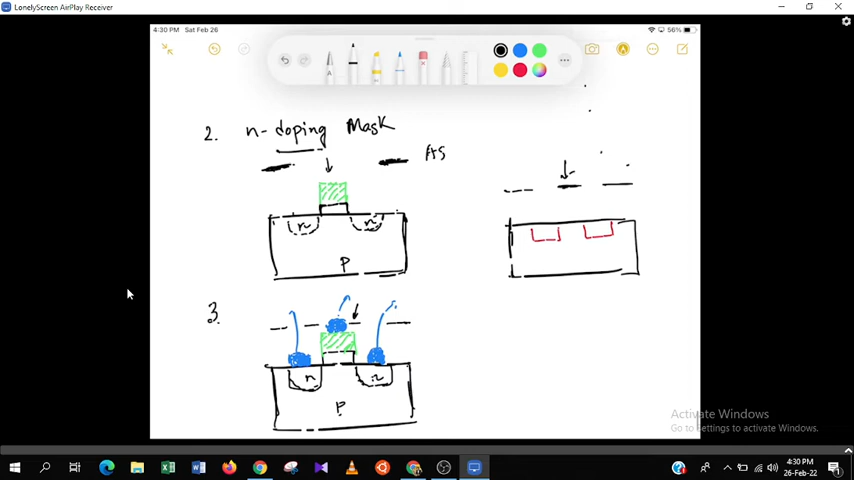 LonelyScreen AirPlay Receiver
4:30 PM Sat Feb 26
56%
A
2. n-doping Mask
AS
n
n
P
3.
n
n
P
Activate Windows
Go to Settings to activate Windows.
4:30 PM
26-Feb-22